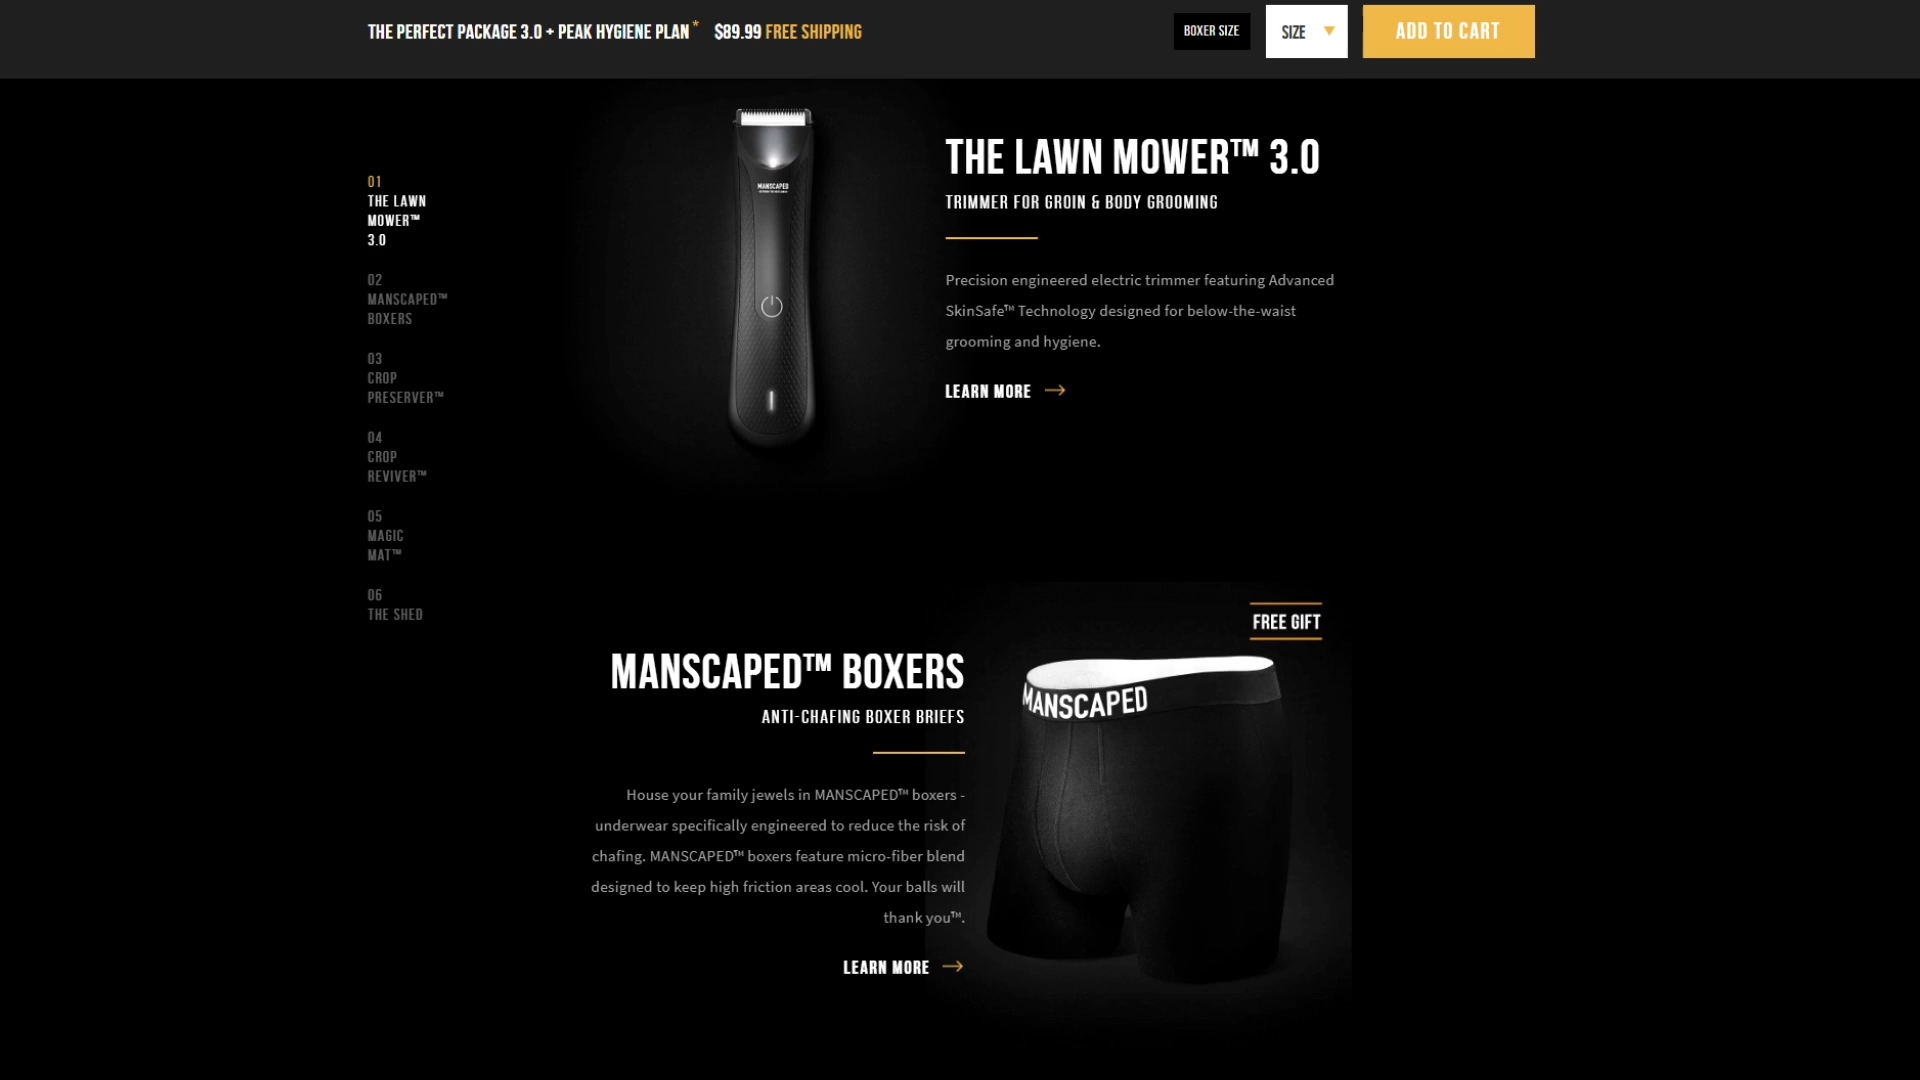 THE PERFECT PACKAGE 3.0 + PEAK HYGIENE PLAN* $89.99 FREE SHIPPING
BOXER SIZE
SIZE
ADD TO CART
01
THE LAWN
MOWER™
3.0
02
MANSCAPED™
BOXERS
03
CROP
PRESERVER™
04
CROP
REVIVER™
05
MAGIC
MAT™
06
THE SHED
MANSCAPED
THE LAWN MOWER™ 3.0
TRIMMER FOR GROIN & BODY GROOMING
Precision engineered electric trimmer featuring Advanced
SkinSafe™ Technology designed for below-the-waist
grooming and hygiene.
LEARN MORE
MANSCAPED™ BOXERS
ANTI-CHAFING BOXER BRIEFS
House your family jewels in MANSCAPED™ boxers -
underwear specifically engineered to reduce the risk of
chafing. MANSCAPED™ boxers feature micro-fiber blend
designed to keep high friction areas cool. Your balls will
thank you™.
LEARN MORE
FREE GIFT
MANSCAPED